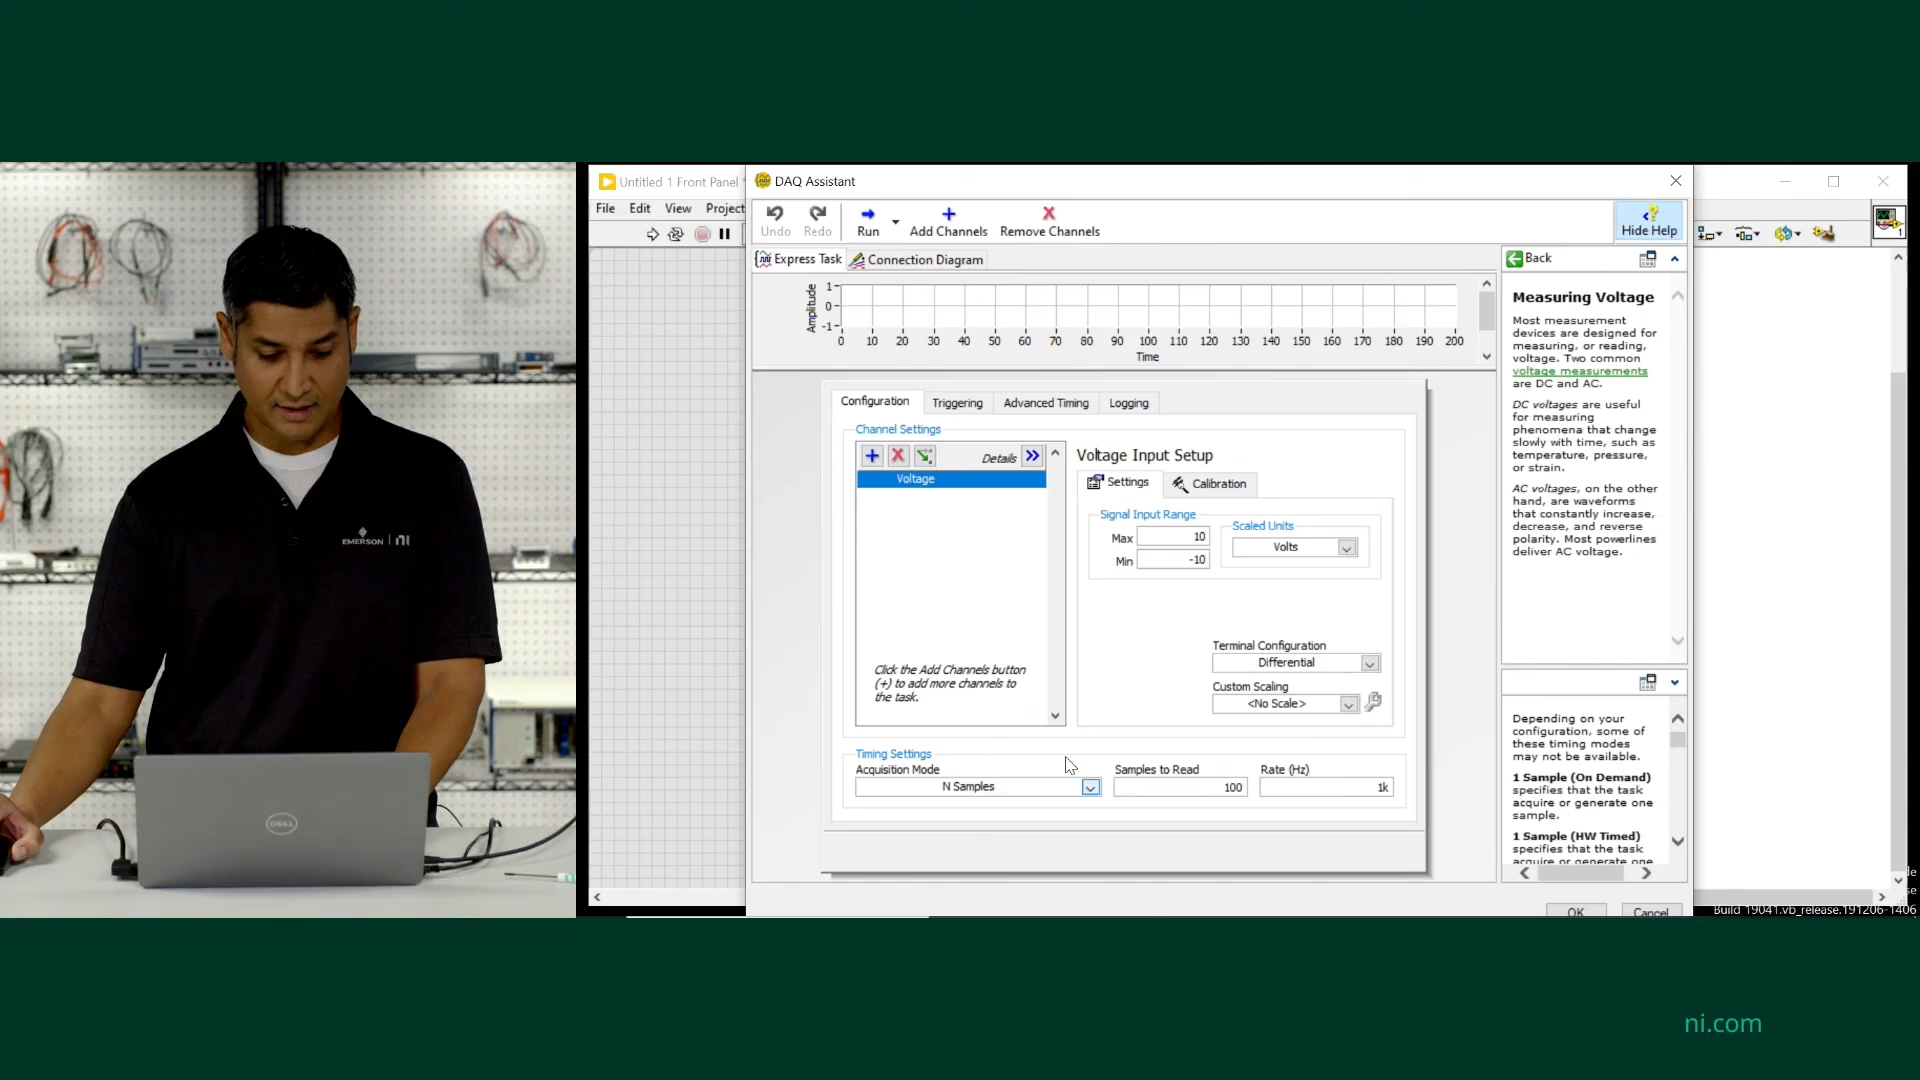 Untitled 1 Front Panel
File Edit View Project
DAQ Assistant
Undo Redo Run Add Channels Remove Channels
Hide Help
Express Task Connection Diagram
Amplitude
1
0
-1
0 10 20 30 40 50 60 70 80 90 100 110 120 130 140 150 160 170 180 190 200
Time
Configuration Triggering Advanced Timing Logging
Channel Settings
Details
Voltage
Click the Add Channels button
(+) to add more channels to
the task.
Voltage Input Setup
Settings Calibration
Signal Input Range
Max 10
Min -10
Scaled Units
Volts
Terminal Configuration
Differential
Custom Scaling
<No Scale>
Timing Settings
Acquisition Mode
N Samples
Samples to Read
100
Rate (Hz)
1k
Back
Measuring Voltage
Most measurement
devices are designed for
measuring, or reading,
voltage. Two common
voltage measurements
are DC and AC.
DC voltages are useful
for measuring
phenomena that change
slowly with time, such as
temperature, pressure,
or strain.
AC voltages, on the other
hand, are waveforms
that constantly increase,
decrease, and reverse
polarity. Most powerlines
deliver AC voltage.
Depending on your
configuration, some of
these timing modes
may not be available.
1 Sample (On Demand)
specifies that the task
acquire or generate one
sample.
1 Sample (HW Timed)
specifies that the task
acquire or generate one
OK Cancel
Build 19041.vb_release.191206-1406
1
EMERSON | ni
DELL
ni.com